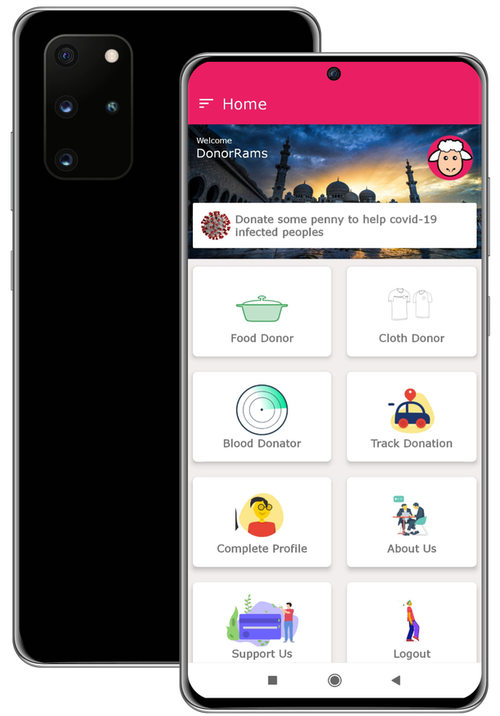 Home
Welcome
DonorRams
Donate some penny to help covid-19
infected peoples
Food Donor
Cloth Donor
Blood Donator
Track Donation
Complete Profile
About Us
Support Us
Logout